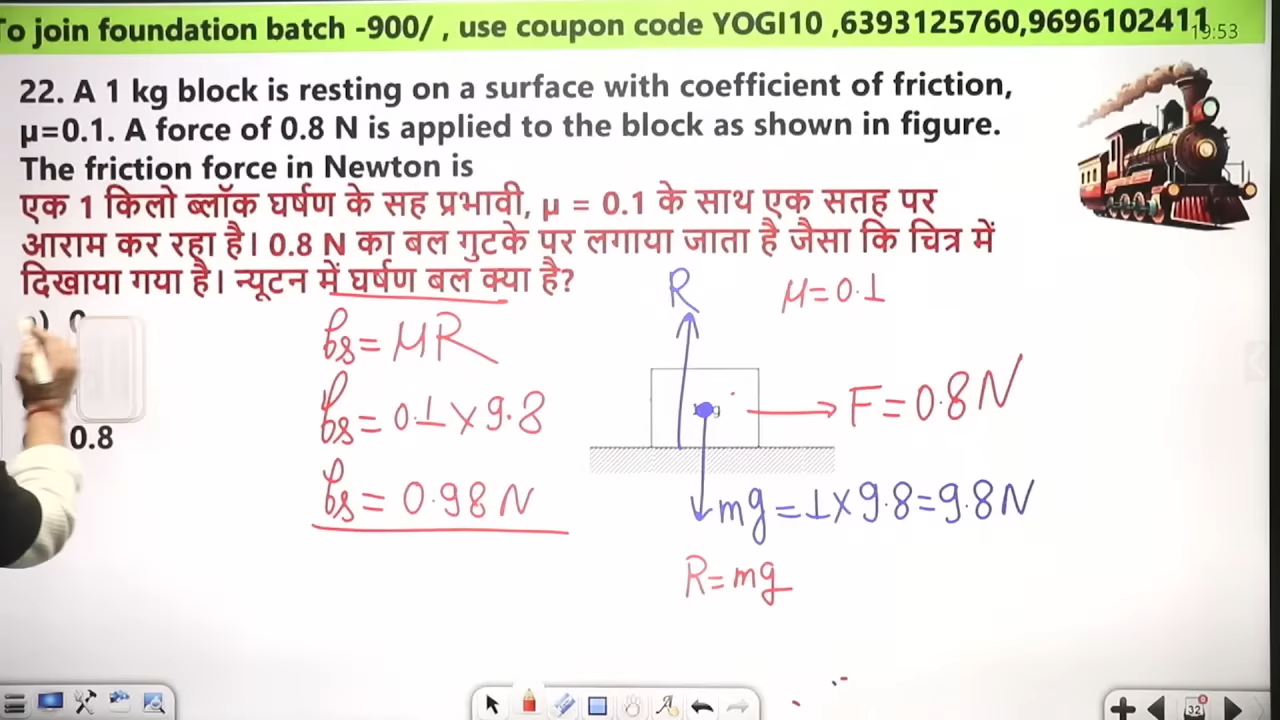 To join foundation batch -900/ , use coupon code YOGI10 ,6393125760,9696102411
19:53
22. A 1 kg block is resting on a surface with coefficient of friction,
μ=0.1. A force of 0.8 N is applied to the block as shown in figure.
The friction force in Newton is
एक 1 किलो ब्लॉक घर्षण के सह प्रभावी, μ = 0.1 के साथ एक सतह पर
आराम कर रहा है। 0.8 N का बल गुटके पर लगाया जाता है जैसा कि चित्र में
दिखाया गया है। न्यूटन में घर्षण बल क्या है?
R
μ=0.1
fs = μR
F=0.8N
fs = 0.1 x 9.8
0.8
fs = 0.98 N
mg = 1 x 9.8 = 9.8 N
R = mg
32